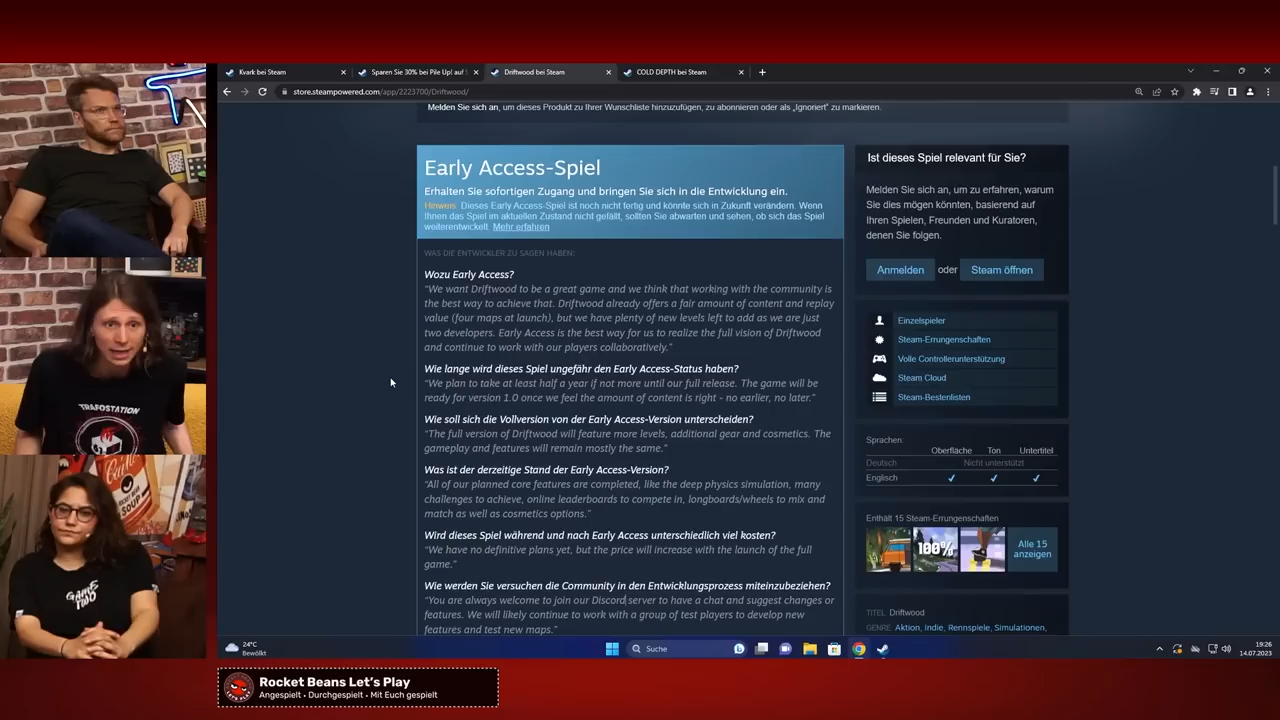 Kvark bei Steam
Sparen Sie 30% bei Pile Up! auf S
Driftwood bei Steam
COLD DEPTH bei Steam
store.steampowered.com/app/2223700/Driftwood/
Melden Sie sich an, um dieses Produkt zu Ihrer Wunschliste hinzuzufügen, zu abonnieren oder als „Ignoriert" zu markieren.
Early Access-Spiel
Erhalten Sie sofortigen Zugang und bringen Sie sich in die Entwicklung ein.
Hinweis: Dieses Early Access-Spiel ist noch nicht fertig und könnte sich in Zukunft verändern. Wenn
Ihnen das Spiel im aktuellen Zustand nicht gefällt, sollten Sie abwarten und sehen, ob sich das Spiel
weiterentwickelt. Mehr erfahren
WAS DIE ENTWICKLER ZU SAGEN HABEN:
Wozu Early Access?
"We want Driftwood to be a great game and we think that working with the community is
the best way to achieve that. Driftwood already offers a fair amount of content and replay
value (four maps at launch), but we have plenty of new levels left to add as we are just
two developers. Early Access is the best way for us to realize the full vision of Driftwood
and continue to work with our players collaboratively."
Wie lange wird dieses Spiel ungefähr den Early Access-Status haben?
"We plan to take at least half a year if not more until our full release. The game will be
ready for version 1.0 once we feel the amount of content is right - no earlier, no later."
Wie soll sich die Vollversion von der Early Access-Version unterscheiden?
"The full version of Driftwood will feature more levels, additional gear and cosmetics. The
gameplay and features will remain mostly the same."
Was ist der derzeitige Stand der Early Access-Version?
"All of our planned core features are completed, like the deep physics simulation, many
challenges to achieve, online leaderboards to compete in, longboards/wheels to mix and
match as well as cosmetics options."
Wird dieses Spiel während und nach Early Access unterschiedlich viel kosten?
"We have no definitive plans yet, but the price will increase with the launch of the full
game."
Wie werden Sie versuchen die Community in den Entwicklungsprozess miteinzubeziehen?
"You are always welcome to join our Discord server to have a chat and suggest changes or
features. We will likely continue to work with a group of test players to develop new
features and test new maps."
Ist dieses Spiel relevant für Sie?
Melden Sie sich an, um zu erfahren, warum
Sie dies mögen könnten, basierend auf
Ihren Spielen, Freunden und Kuratoren,
denen Sie folgen.
Anmelden oder Steam öffnen
Einzelspieler
Steam-Errungenschaften
Volle Controllerunterstützung
Steam Cloud
Steam-Bestenlisten
Sprachen:
Oberfläche Ton Untertitel
Deutsch Nicht unterstützt
Englisch ✔ ✔ ✔
Enthält 15 Steam-Errungenschaften
100%
Alle 15
anzeigen
TITEL: Driftwood
GENRE: Aktion, Indie, Rennspiele, Simulationen,
TRAFOSTATION
SOUP
24°C
Bewölkt
Suche
19:26
14.07.2023
Rocket Beans Let's Play
Angespielt • Durchgespielt • Mit Euch gespielt
LET'S PLAY